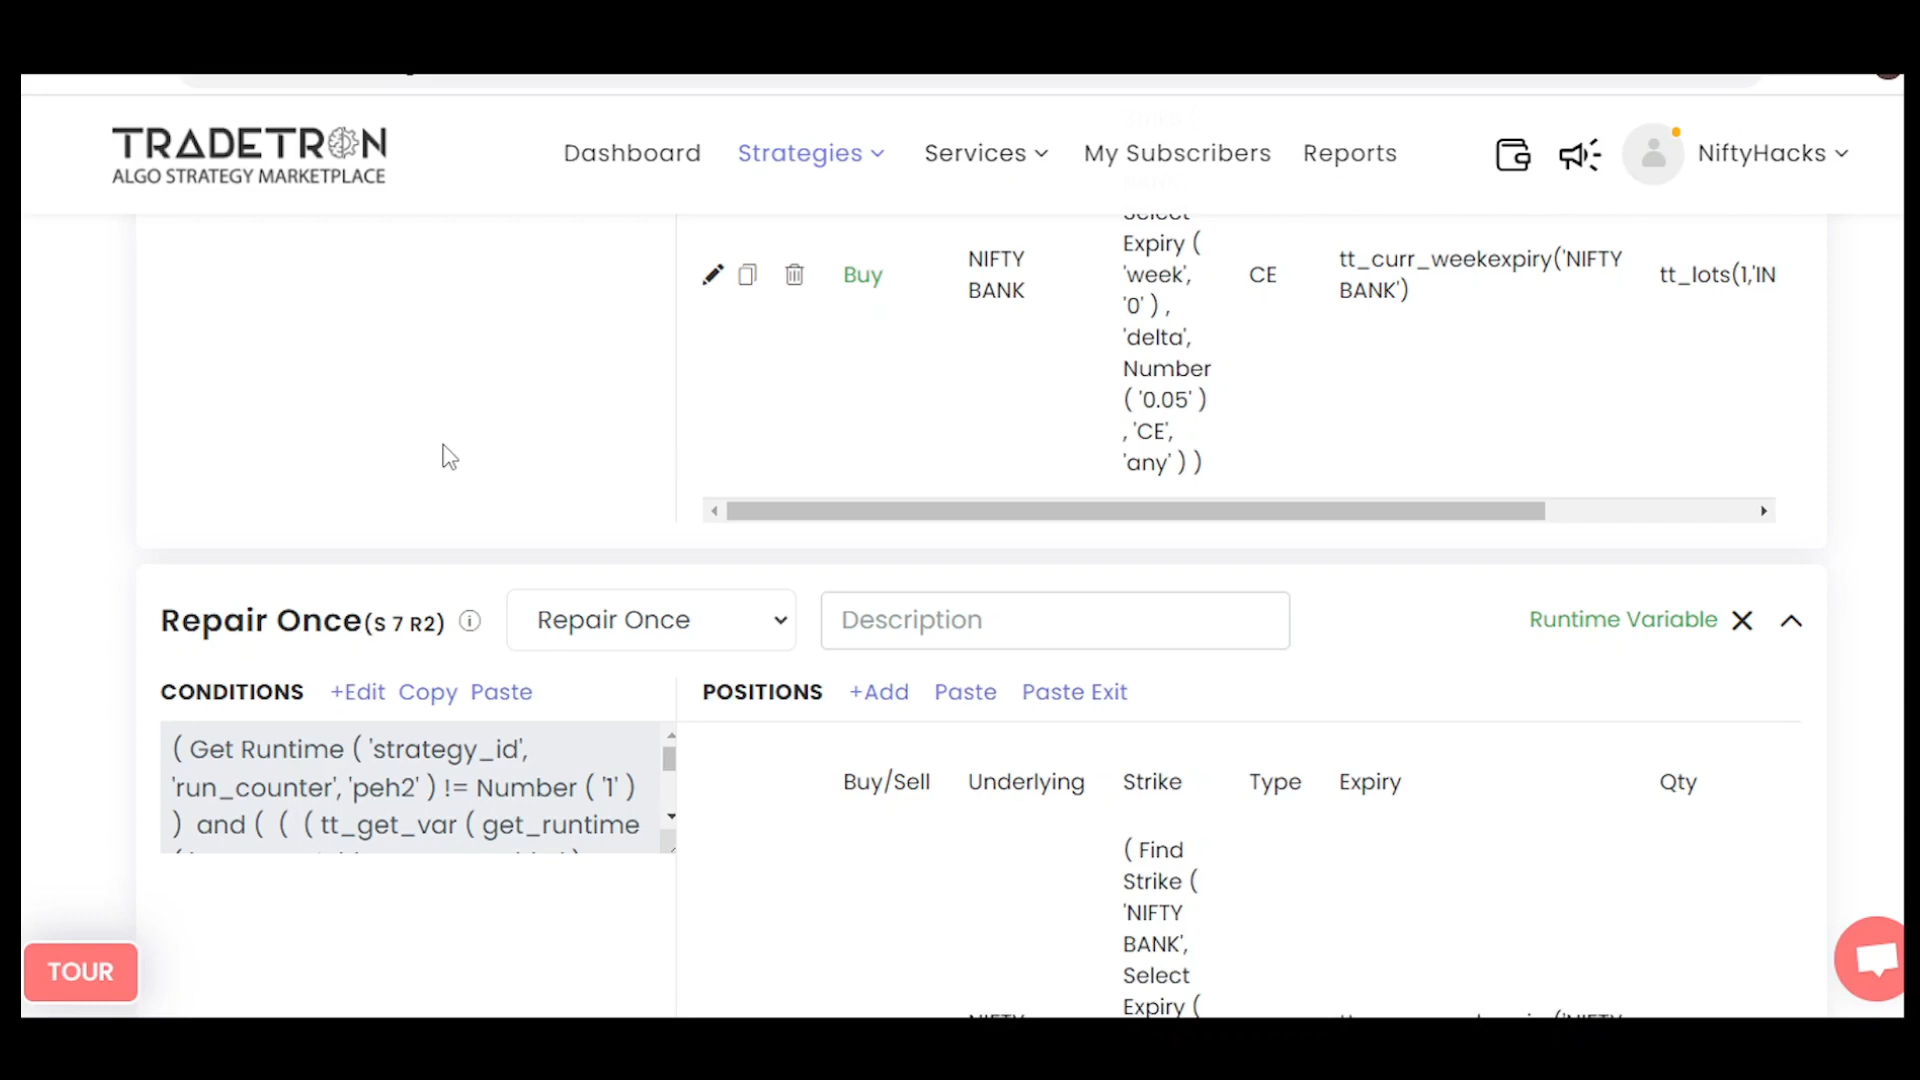 TRADETRON
ALGO STRATEGY MARKETPLACE
Dashboard
Strategies
Services
My Subscribers
Reports
NiftyHacks
Select
Expiry (
'week',
'0' ) ,
'delta',
Number
( '0.05' )
, 'CE',
'any' ) )
Buy
NIFTY
BANK
CE
tt_curr_weekexpiry('NIFTY
BANK')
tt_lots(1,'IN
Repair Once(S 7 R2)
Repair Once
Description
Runtime Variable
CONDITIONS +Edit Copy Paste
POSITIONS +Add Paste Paste Exit
( Get Runtime ( 'strategy_id',
'run_counter', 'peh2' ) != Number ( '1' )
) and ( ( ( tt_get_var ( get_runtime
Buy/Sell Underlying Strike Type Expiry Qty
( Find
Strike (
'NIFTY
BANK',
Select
Expiry (
TOUR